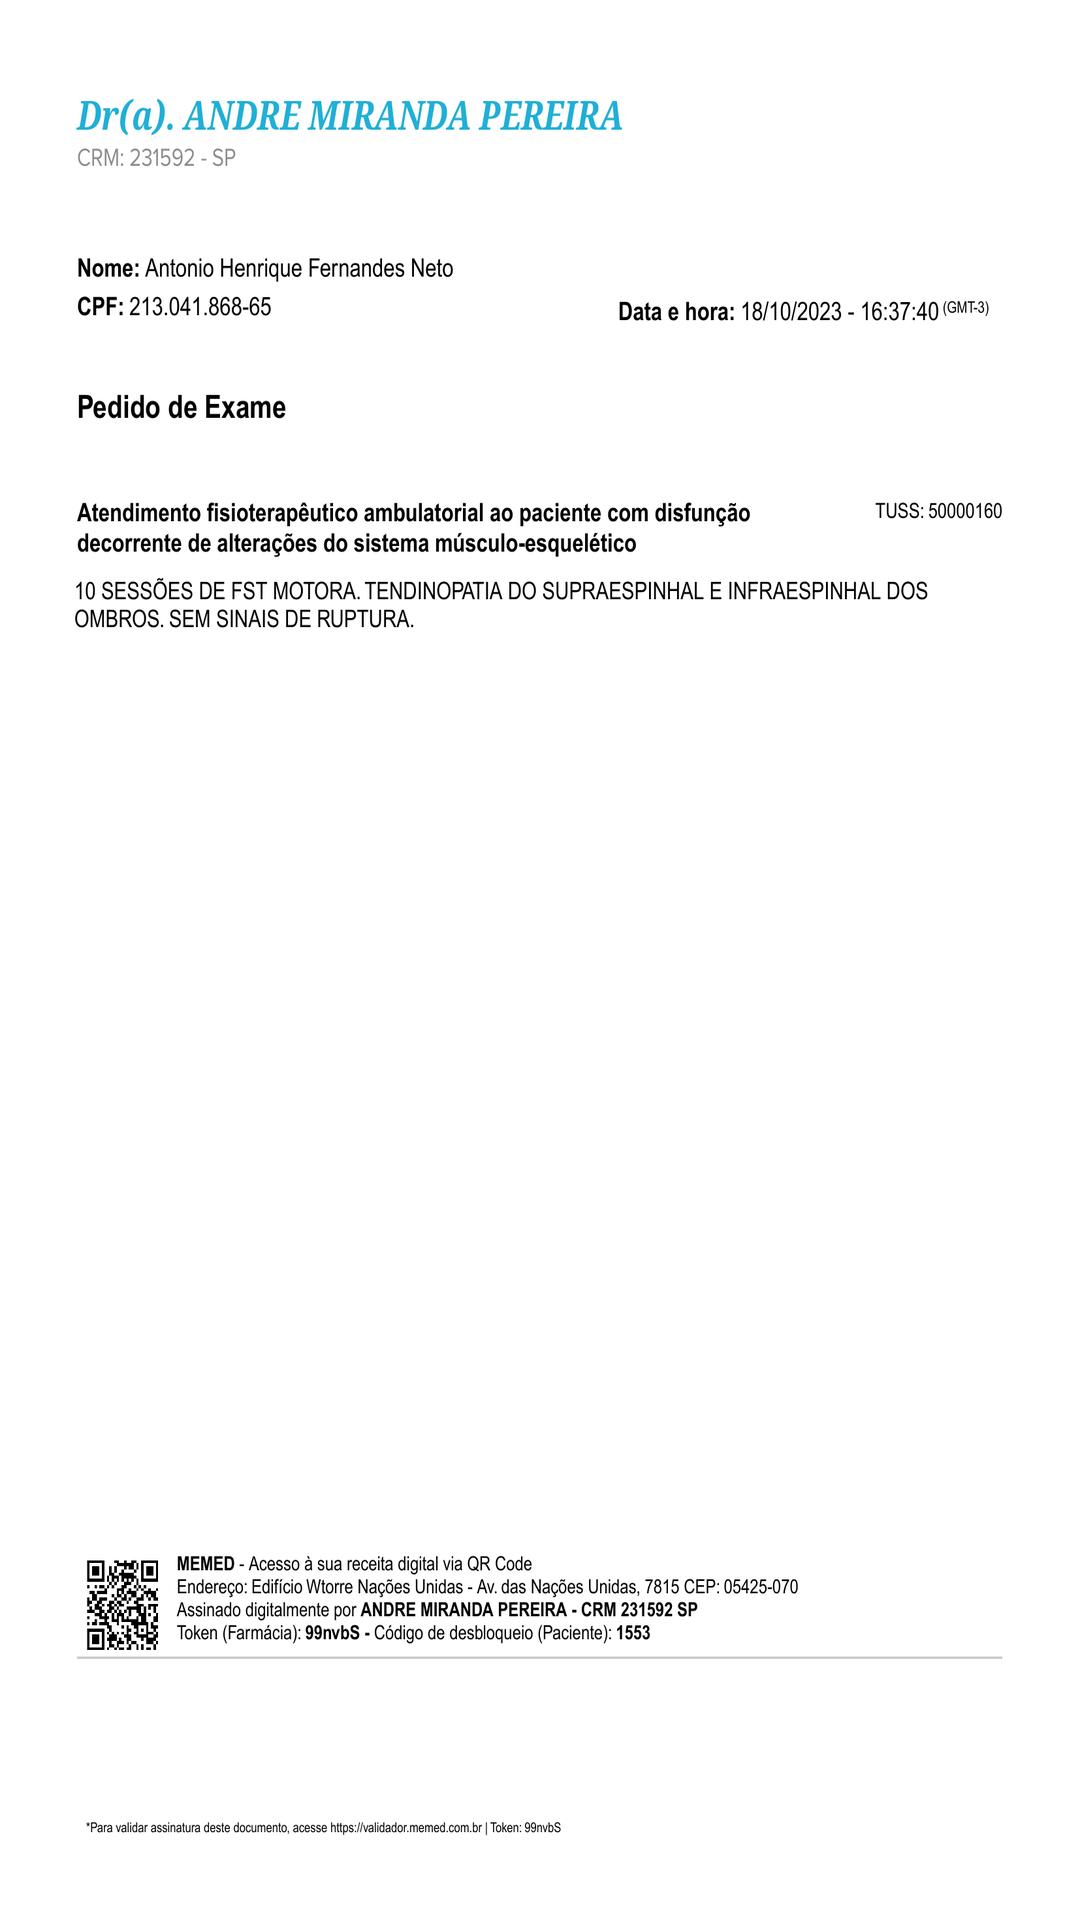 Dr(a). ANDRE MIRANDA PEREIRA
CRM: 231592 - SP
Nome: Antonio Henrique Fernandes Neto
CPF: 213.041.868-65
Data e hora: 18/10/2023 - 16:37:40 (GMT-3)
Pedido de Exame
Atendimento fisioterapêutico ambulatorial ao paciente com disfunção
decorrente de alterações do sistema músculo-esquelético
TUSS: 50000160
10 SESSÕES DE FST MOTORA. TENDINOPATIA DO SUPRAESPINHAL E INFRAESPINHAL DOS
OMBROS. SEM SINAIS DE RUPTURA.
MEMED - Acesso à sua receita digital via QR Code
Endereço: Edifício Wtorre Nações Unidas - Av. das Nações Unidas, 7815 CEP: 05425-070
Assinado digitalmente por ANDRE MIRANDA PEREIRA - CRM 231592 SP
Token (Farmácia): 99nvbS - Código de desbloqueio (Paciente): 1553
*Para validar assinatura deste documento, acesse https://validador.memed.com.br | Token: 99nvbS